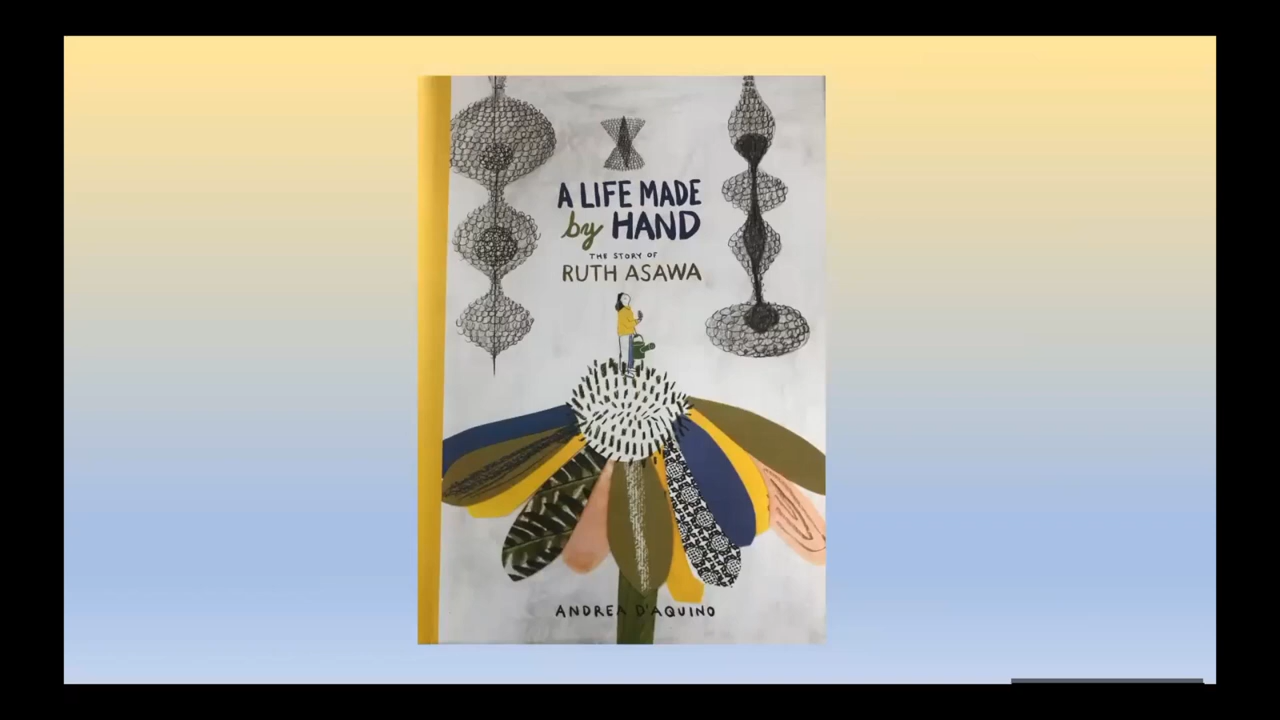 A LIFE MADE
by HAND
THE STORY OF
RUTH ASAWA
ANDREA D'AQUINO